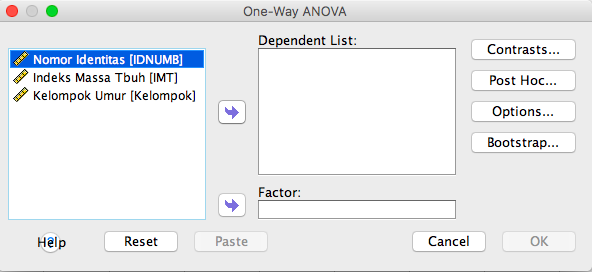 One-Way ANOVA
Nomor Identitas [IDNUMB]
Indeks Massa Tbuh [IMT]
Kelompok Umur [Kelompok]
Dependent List:
Factor:
Contrasts...
Post Hoc...
Options...
Bootstrap...
Help
Reset
Paste
Cancel
OK